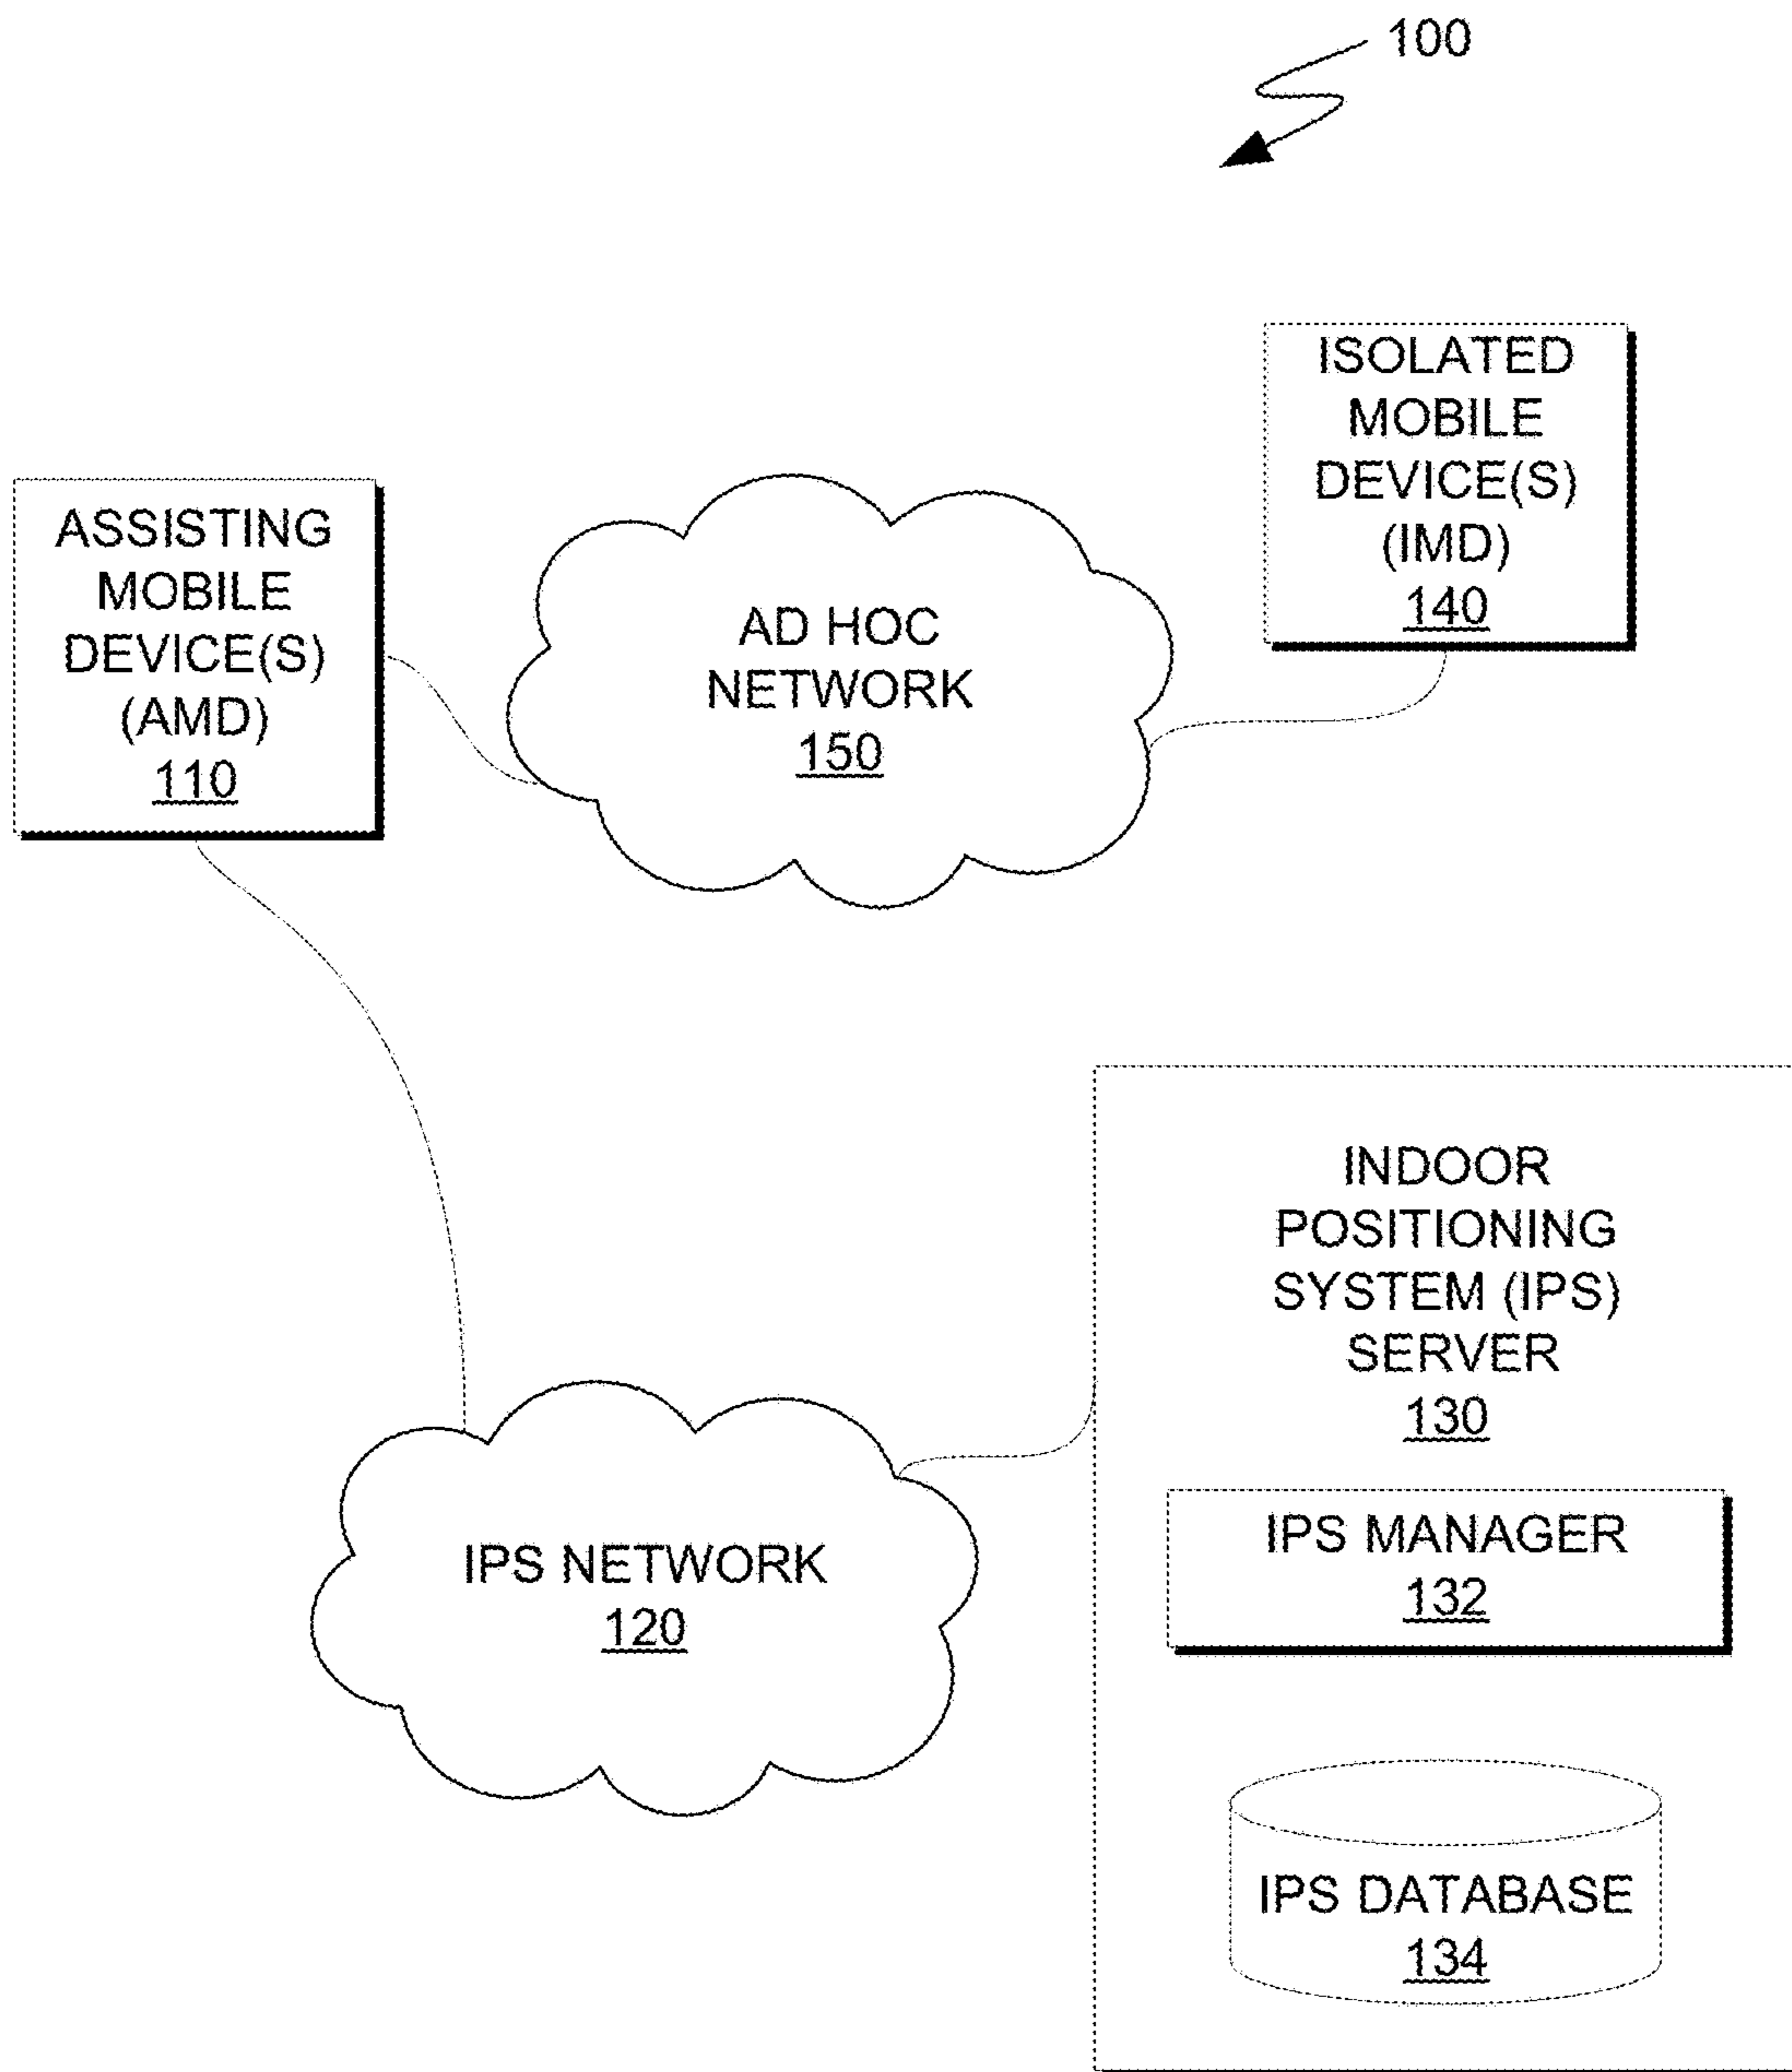 100
ISOLATED
MOBILE
DEVICE(S)
(IMD)
140
ASSISTING
MOBILE
DEVICE(S)
(AMD)
110
AD HOC
NETWORK
150
INDOOR
POSITIONING
SYSTEM (IPS)
SERVER
130
IPS NETWORK
120
IPS MANAGER
132
IPS DATABASE
134